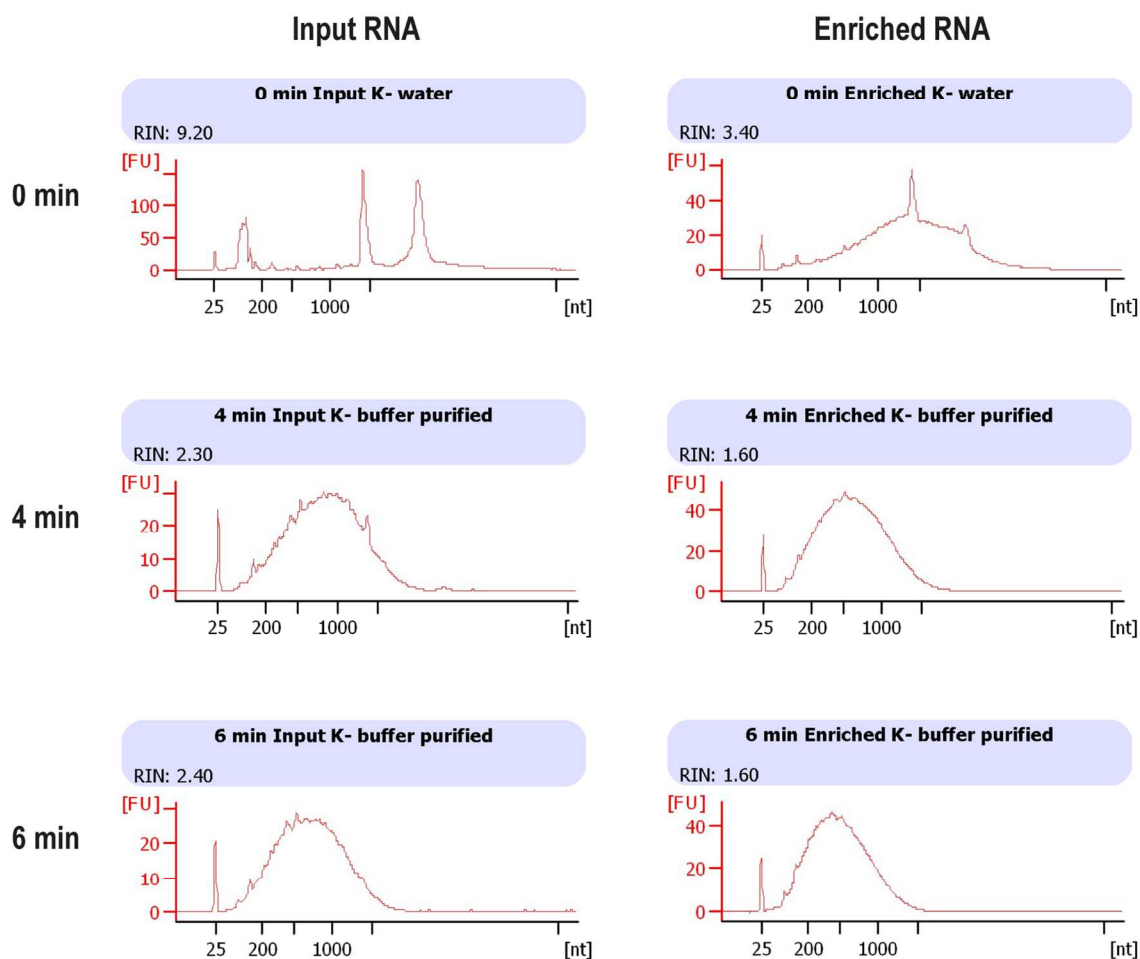 Input RNA
Enriched RNA
0 min
0 min Input K- water
RIN: 9.20
[FU]
100
50
0
25 200 1000 [nt]
0 min Enriched K- water
RIN: 3.40
[FU]
40
20
0
25 200 1000 [nt]
4 min
4 min Input K- buffer purified
RIN: 2.30
[FU]
20
10
0
25 200 1000 [nt]
4 min Enriched K- buffer purified
RIN: 1.60
[FU]
40
20
0
25 200 1000 [nt]
6 min
6 min Input K- buffer purified
RIN: 2.40
[FU]
20
10
0
25 200 1000 [nt]
6 min Enriched K- buffer purified
RIN: 1.60
[FU]
40
20
0
25 200 1000 [nt]